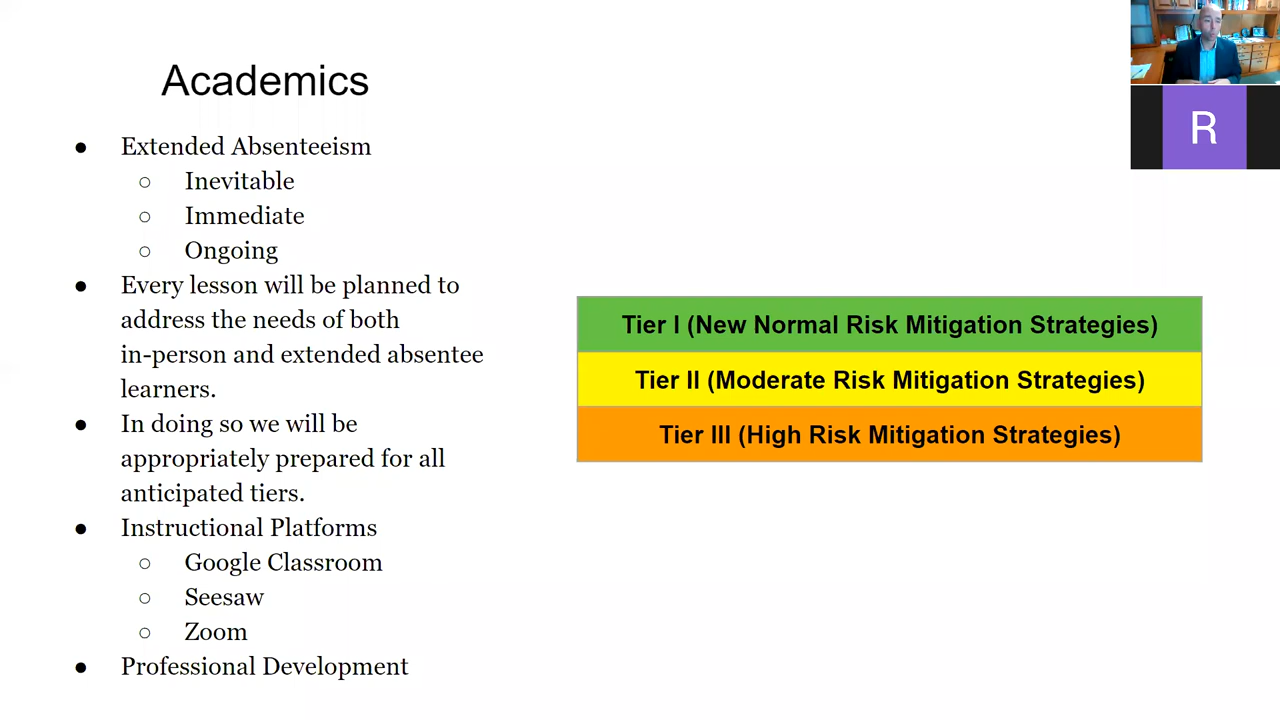 Academics
● Extended Absenteeism
○ Inevitable
○ Immediate
○ Ongoing
● Every lesson will be planned to
address the needs of both
in-person and extended absentee
learners.
● In doing so we will be
appropriately prepared for all
anticipated tiers.
● Instructional Platforms
○ Google Classroom
○ Seesaw
○ Zoom
● Professional Development
Tier I (New Normal Risk Mitigation Strategies)
Tier II (Moderate Risk Mitigation Strategies)
Tier III (High Risk Mitigation Strategies)
R